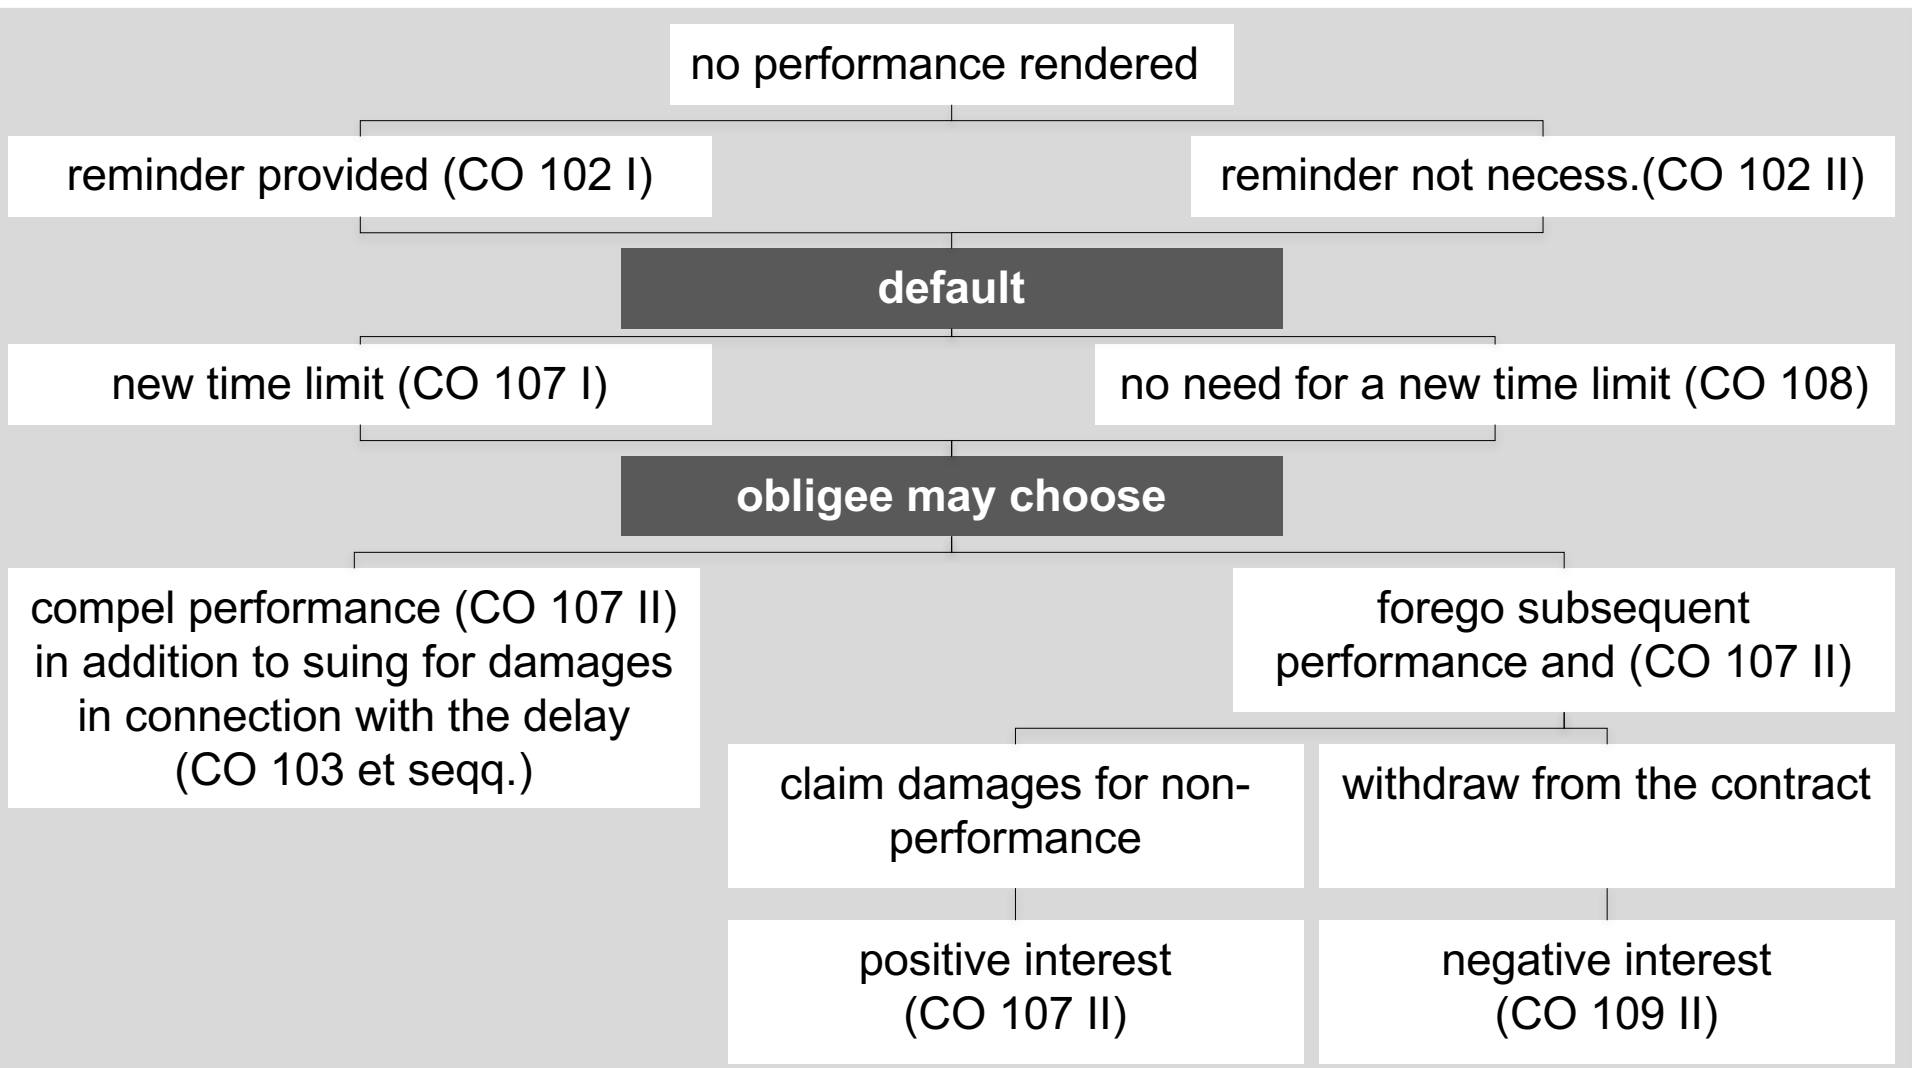 no performance rendered
reminder provided (CO 102 I)
reminder not necess.(CO 102 II)
default
new time limit (CO 107 I)
no need for a new time limit (CO 108)
obligee may choose
compel performance (CO 107 II)
in addition to suing for damages
in connection with the delay
(CO 103 et seqq.)
forego subsequent
performance and (CO 107 II)
claim damages for non-
performance
withdraw from the contract
positive interest
(CO 107 II)
negative interest
(CO 109 II)